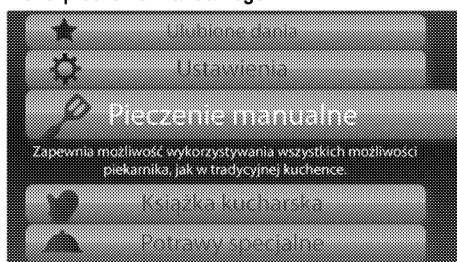 Ulubione dania
Ustawienia
Pieczenie manualne
Zapewnia możliwość wykorzystywania wszystkich możliwości
piekarnika, jak w tradycyjnej kuchence.
Książka kucharska
Potrawy specjalne